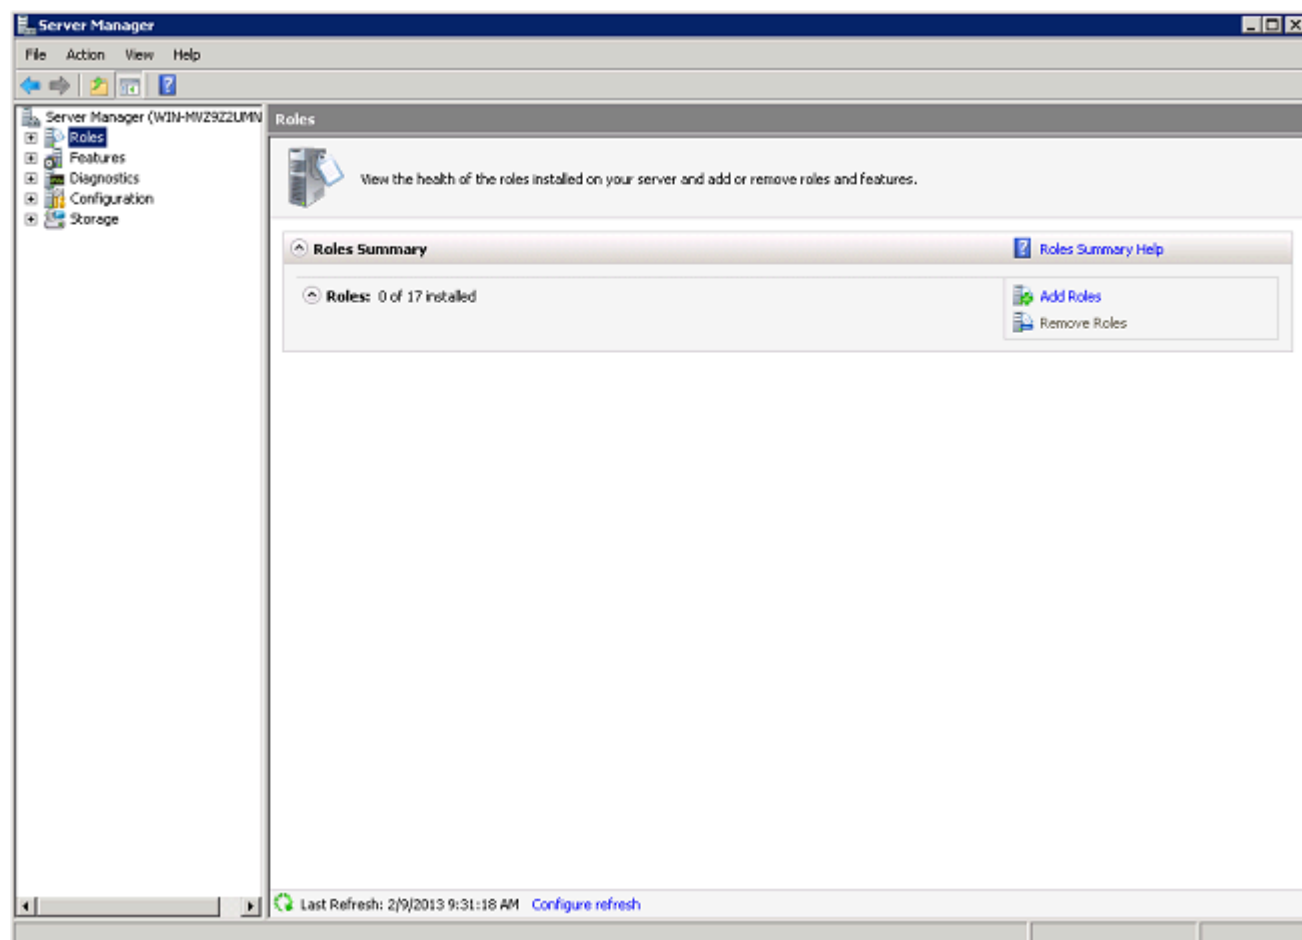 Server Manager
File Action View Help
Server Manager (WIN-MVZ9Z2UMN
Roles
Features
Diagnostics
Configuration
Storage
Roles
View the health of the roles installed on your server and add or remove roles and features.
Roles Summary
Roles Summary Help
Roles: 0 of 17 installed
Add Roles
Remove Roles
Last Refresh: 2/9/2013 9:31:18 AM Configure refresh